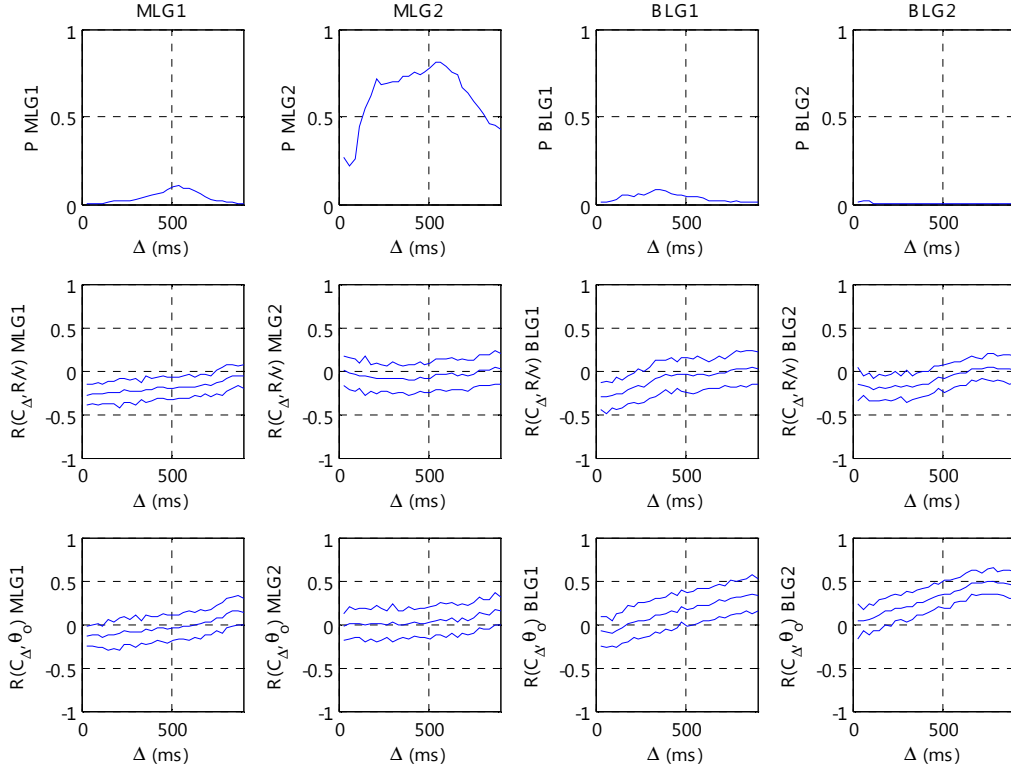 MLG1 MLG2 BLG1 BLG2
P MLG1
1
0.5
0
0 500
Δ (ms)
P MLG2
1
0.5
0
0 500
Δ (ms)
P BLG1
1
0.5
0
0 500
Δ (ms)
P BLG2
1
0.5
0
0 500
Δ (ms)
R(C_Δ, R/v) MLG1
1
0.5
0
-0.5
-1
0 500
Δ (ms)
R(C_Δ, R/v) MLG2
1
0.5
0
-0.5
-1
0 500
Δ (ms)
R(C_Δ, R/v) BLG1
1
0.5
0
-0.5
-1
0 500
Δ (ms)
R(C_Δ, R/v) BLG2
1
0.5
0
-0.5
-1
0 500
Δ (ms)
R(C_Δ, θ_o) MLG1
1
0.5
0
-0.5
-1
0 500
Δ (ms)
R(C_Δ, θ_o) MLG2
1
0.5
0
-0.5
-1
0 500
Δ (ms)
R(C_Δ, θ_o) BLG1
1
0.5
0
-0.5
-1
0 500
Δ (ms)
R(C_Δ, θ_o) BLG2
1
0.5
0
-0.5
-1
0 500
Δ (ms)